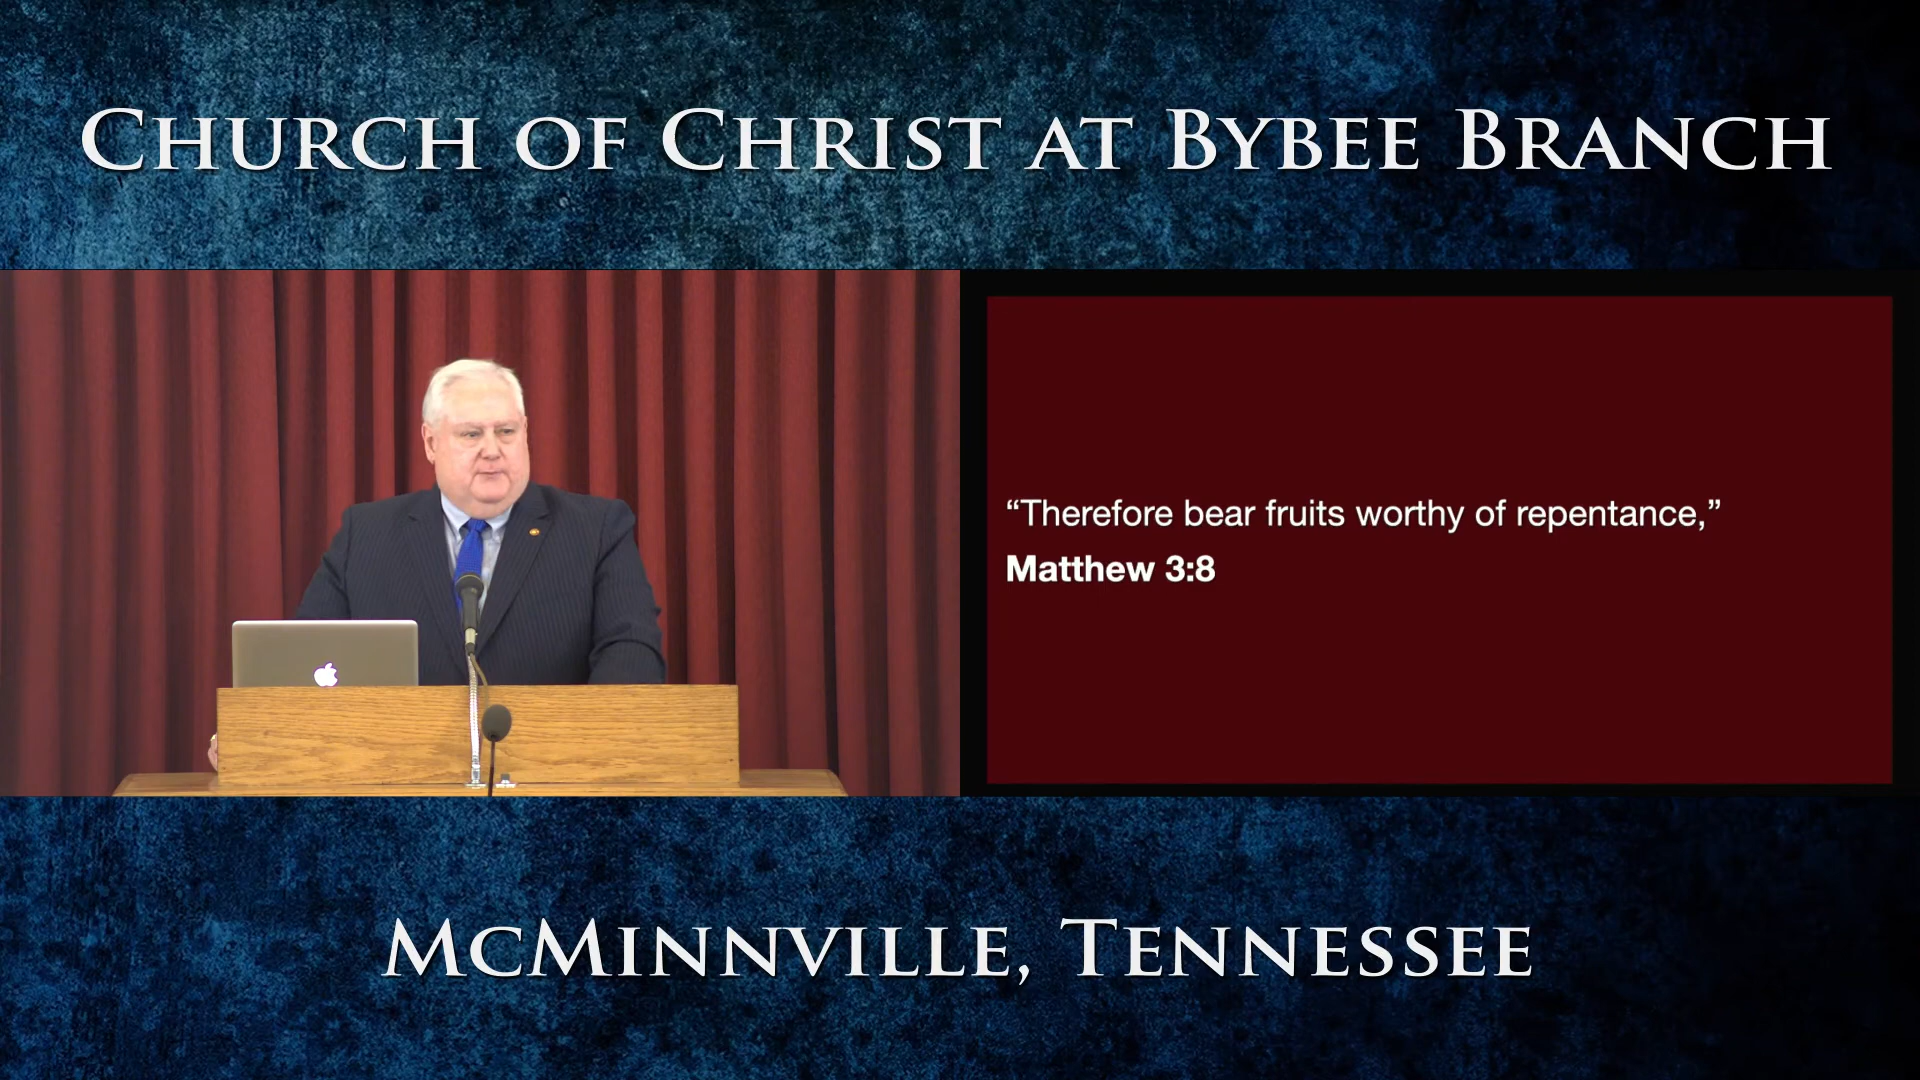 Church of Christ at Bybee Branch
“Therefore bear fruits worthy of repentance,”
Matthew 3:8
McMinnville, Tennessee